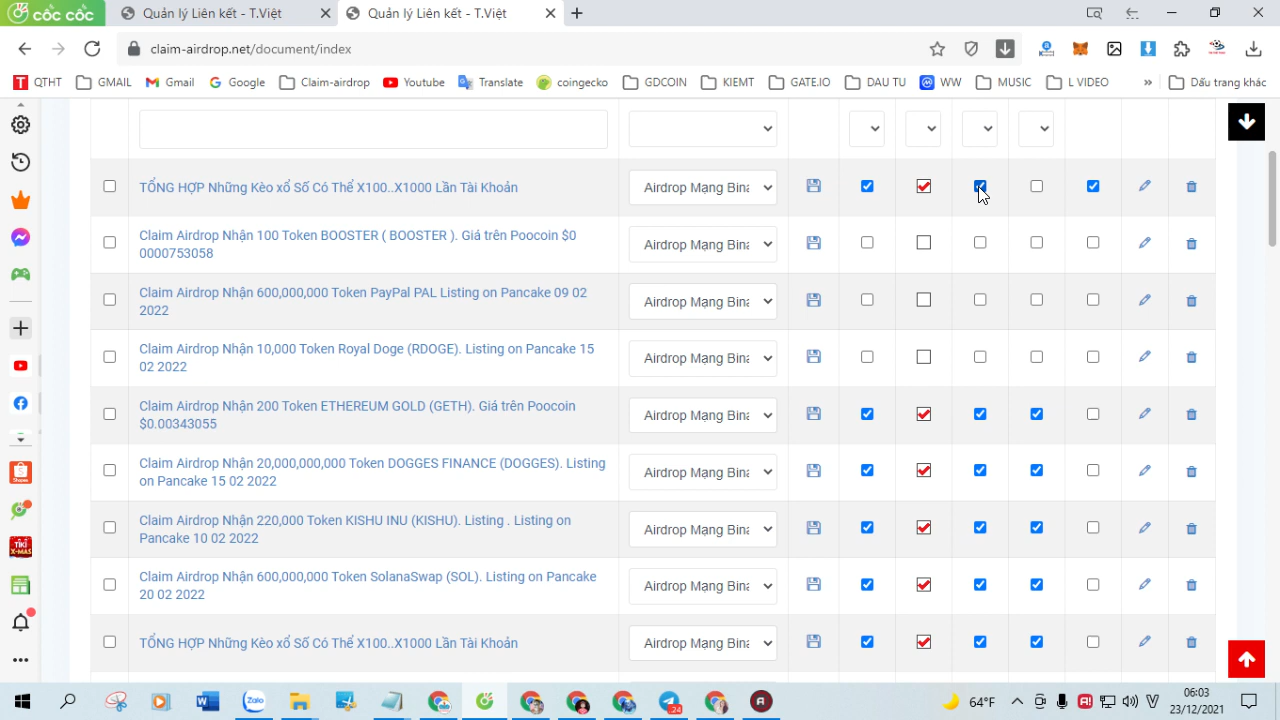 cốc cốc
Quản lý kết - T.Việt
Quản lý kết - T.Việt
claim-airdrop.net/document/index
QTHT
GMAIL
Gmail
Google
Claim-airdrop
Youtube
Translate
coingecko
GDCOIN
KIEMT
GATE.IO
DAU TU
WW
MUSIC
L VIDEO
»
Dấu trang khác
TỔNG HỢP Những Kèo xổ Số Có Thể X100..X1000 Lần Tài Khoản
Airdrop Mạng Bina
Claim Airdrop Nhận 100 Token BOOSTER ( BOOSTER ). Giá trên Poocoin $0
0000753058
Airdrop Mạng Bina
Claim Airdrop Nhận 600,000,000 Token PayPal PAL Listing on Pancake 09 02
2022
Airdrop Mạng Bina
Claim Airdrop Nhận 10,000 Token Royal Doge (RDOGE). Listing on Pancake 15
02 2022
Airdrop Mạng Bina
Claim Airdrop Nhận 200 Token ETHEREUM GOLD (GETH). Giá trên Poocoin
$0.00343055
Airdrop Mạng Bina
Claim Airdrop Nhận 20,000,000,000 Token DOGGES FINANCE (DOGGES). Listing
on Pancake 15 02 2022
Airdrop Mạng Bina
Claim Airdrop Nhận 220,000 Token KISHU INU (KISHU). Listing . Listing on
Pancake 10 02 2022
Airdrop Mạng Bina
Claim Airdrop Nhận 600,000,000 Token SolanaSwap (SOL). Listing on Pancake
20 02 2022
Airdrop Mạng Bina
TỔNG HỢP Những Kèo xổ Số Có Thể X100..X1000 Lần Tài Khoản
Airdrop Mạng Bina
Shopee
TIKI
X-MAS
Zalo
24
64°F
06:03
23/12/2021